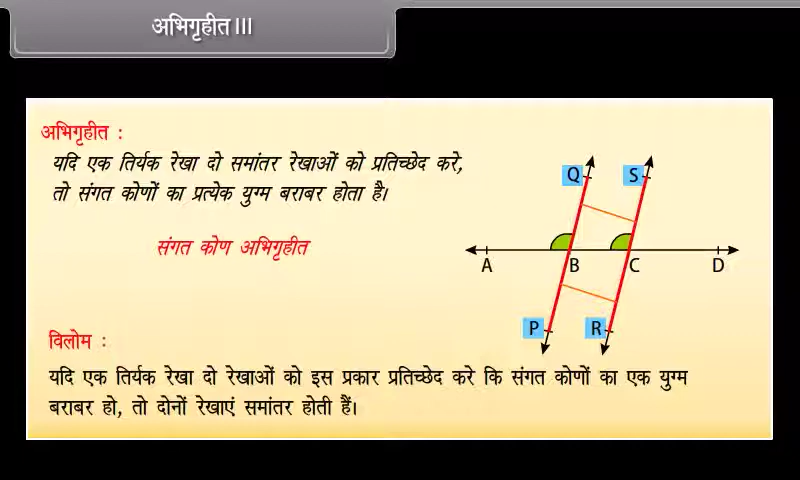 अभिगृहीत III
अभिगृहीत :
यदि एक तिर्यक रेखा दो समांतर रेखाओं को प्रतिच्छेद करे,
तो संगत कोणों का प्रत्येक युग्म बराबर होता है।
संगत कोण अभिगृहीत
Q S
A B C D
P R
विलोम :
यदि एक तिर्यक रेखा दो रेखाओं को इस प्रकार प्रतिच्छेद करे कि संगत कोणों का एक युग्म
बराबर हो, तो दोनों रेखाएं समांतर होती हैं।